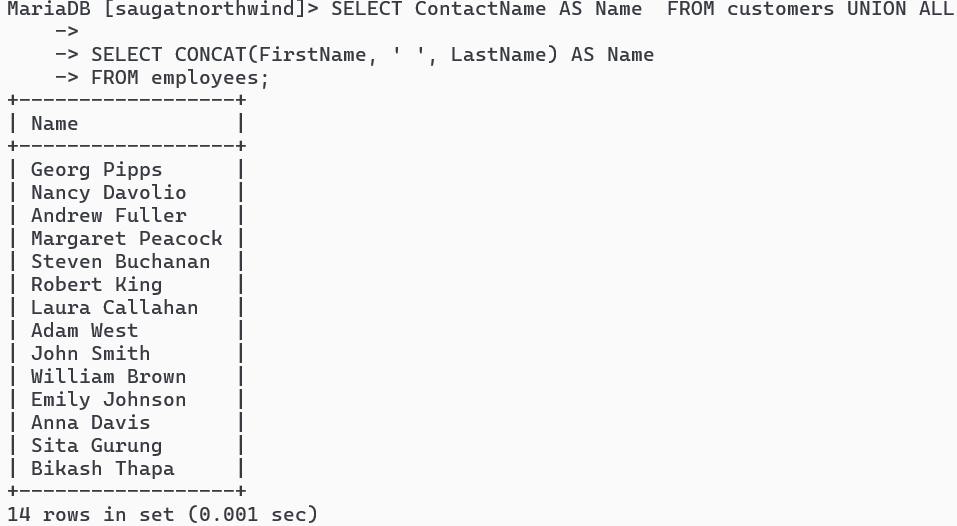 MariaDB [saugatnorthwind]> SELECT ContactName AS Name  FROM customers UNION ALL
    ->
    -> SELECT CONCAT(FirstName, ' ', LastName) AS Name
    -> FROM employees;
+------------------+
| Name             |
+------------------+
| Georg Pipps      |
| Nancy Davolio    |
| Andrew Fuller    |
| Margaret Peacock |
| Steven Buchanan  |
| Robert King      |
| Laura Callahan   |
| Adam West        |
| John Smith       |
| William Brown    |
| Emily Johnson    |
| Anna Davis       |
| Sita Gurung      |
| Bikash Thapa     |
+------------------+
14 rows in set (0.001 sec)